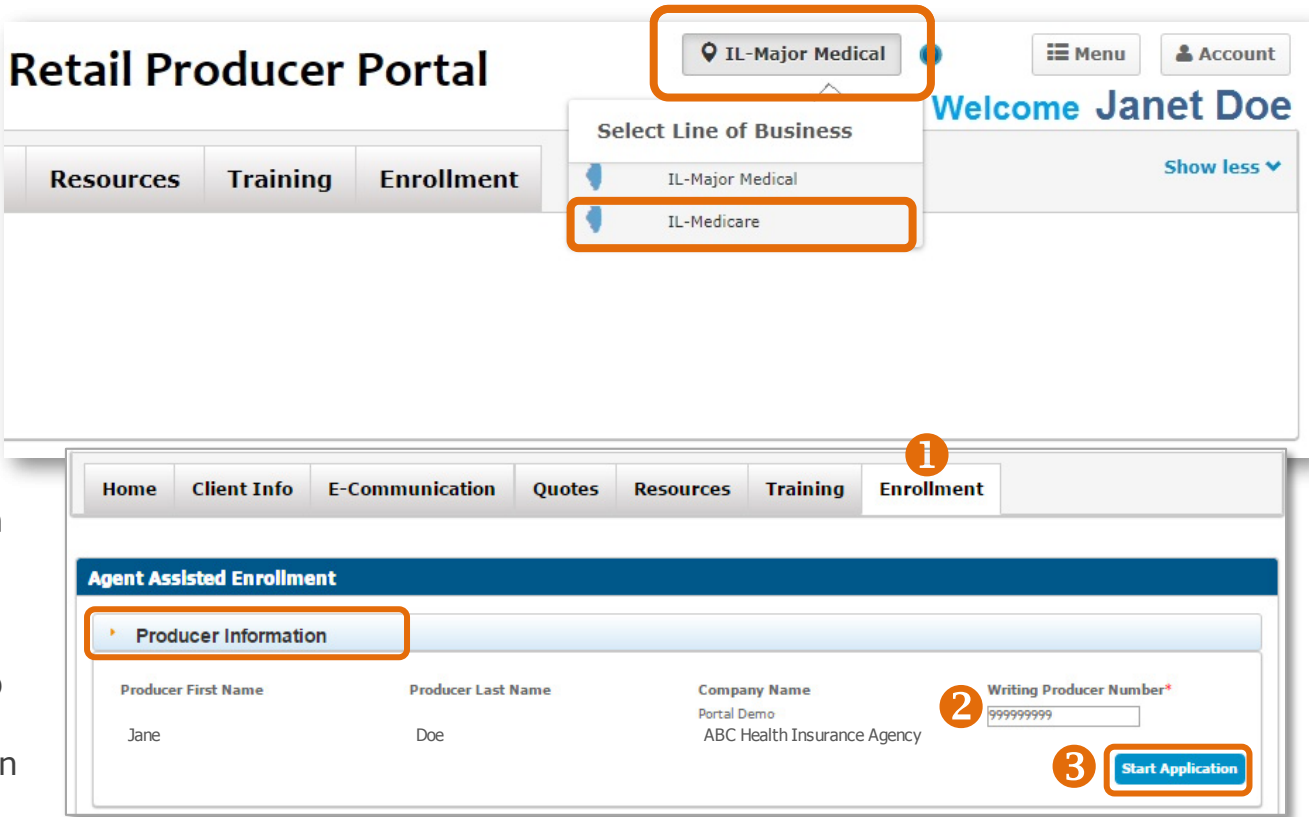 Retail Producer Portal
IL-Major Medical
Menu
Account
Welcome Janet Doe
Select Line of Business
IL-Major Medical
IL-Medicare
Resources Training Enrollment
Show less
1
Home Client Info E-Communication Quotes Resources Training Enrollment
Agent Assisted Enrollment
Producer Information
Producer First Name Producer Last Name Company Name Writing Producer Number*
Portal Demo
2 999999999
Jane Doe ABC Health Insurance Agency
3 Start Application